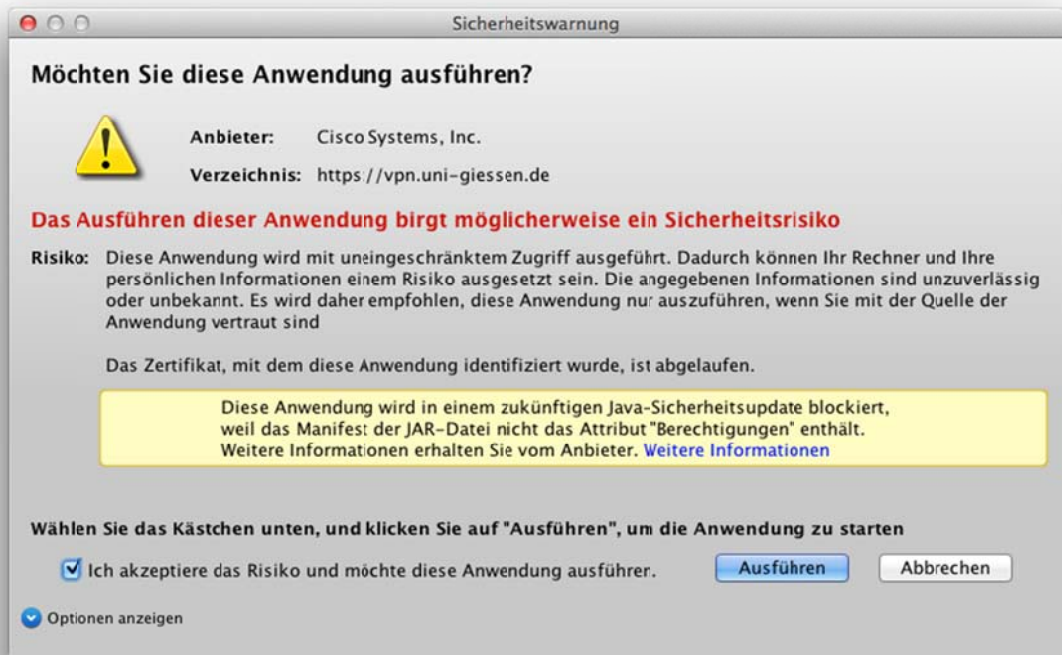 Sicherheitswarnung
Möchten Sie diese Anwendung ausführen?
Anbieter: Cisco Systems, Inc.
Verzeichnis: https://vpn.uni-giessen.de
Das Ausführen dieser Anwendung birgt möglicherweise ein Sicherheitsrisiko
Risiko: Diese Anwendung wird mit uneingeschränktem Zugriff ausgeführt. Dadurch können Ihr Rechner und Ihre
persönlichen Informationen einem Risiko ausgesetzt sein. Die angegebenen Informationen sind unzuverlässig
oder unbekannt. Es wird daher empfohlen, diese Anwendung nur auszuführen, wenn Sie mit der Quelle der
Anwendung vertraut sind
Das Zertifikat, mit dem diese Anwendung identifiziert wurde, ist abgelaufen.
Diese Anwendung wird in einem zukünftigen Java-Sicherheitsupdate blockiert,
weil das Manifest der JAR-Datei nicht das Attribut "Berechtigungen" enthält.
Weitere Informationen erhalten Sie vom Anbieter. Weitere Informationen
Wählen Sie das Kästchen unten, und klicken Sie auf "Ausführen", um die Anwendung zu starten
Ich akzeptiere das Risiko und möchte diese Anwendung ausführen.
Ausführen Abbrechen
Optionen anzeigen